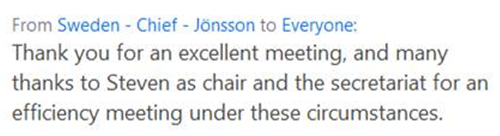 From Sweden - Chief - Jönsson to Everyone:
Thank you for an excellent meeting, and many
thanks to Steven as chair and the secretariat for an
efficiency meeting under these circumstances.